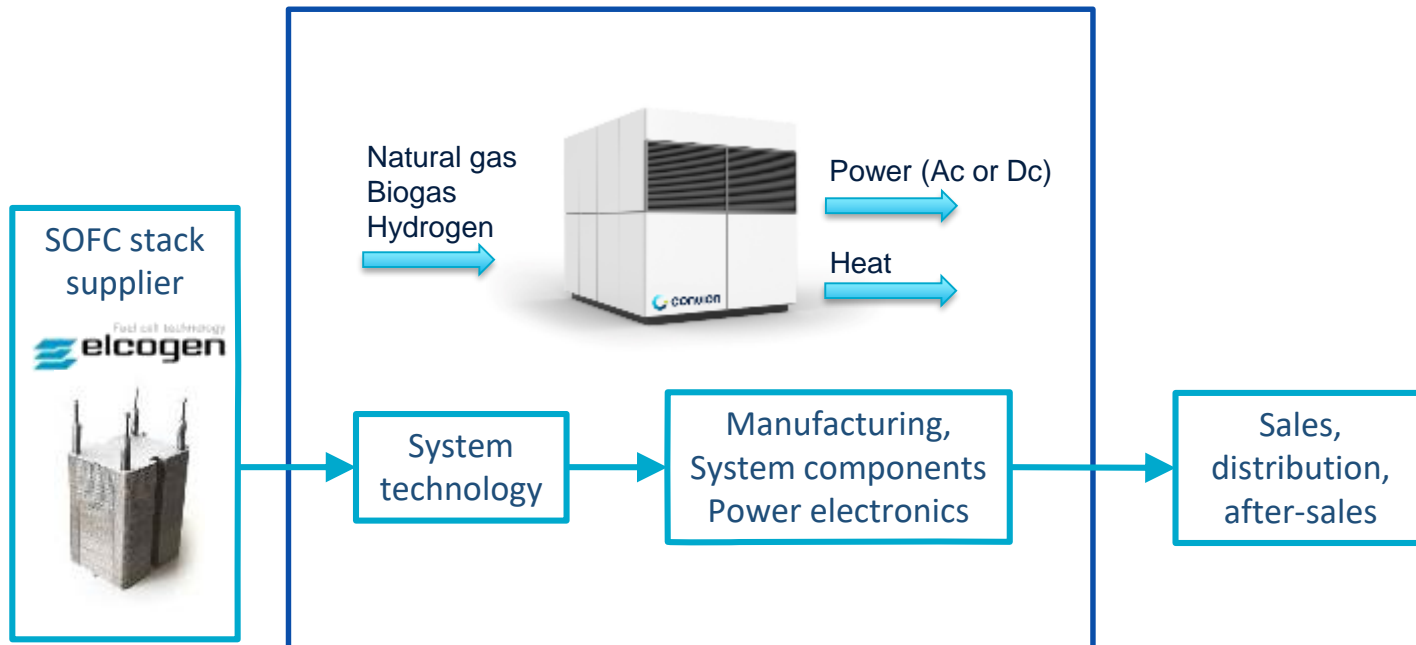 SOFC stack
supplier
Fuel cell technology
elcogen
Natural gas
Biogas
Hydrogen
convion
Power (Ac or Dc)
Heat
System
technology
Manufacturing,
System components
Power electronics
Sales,
distribution,
after-sales